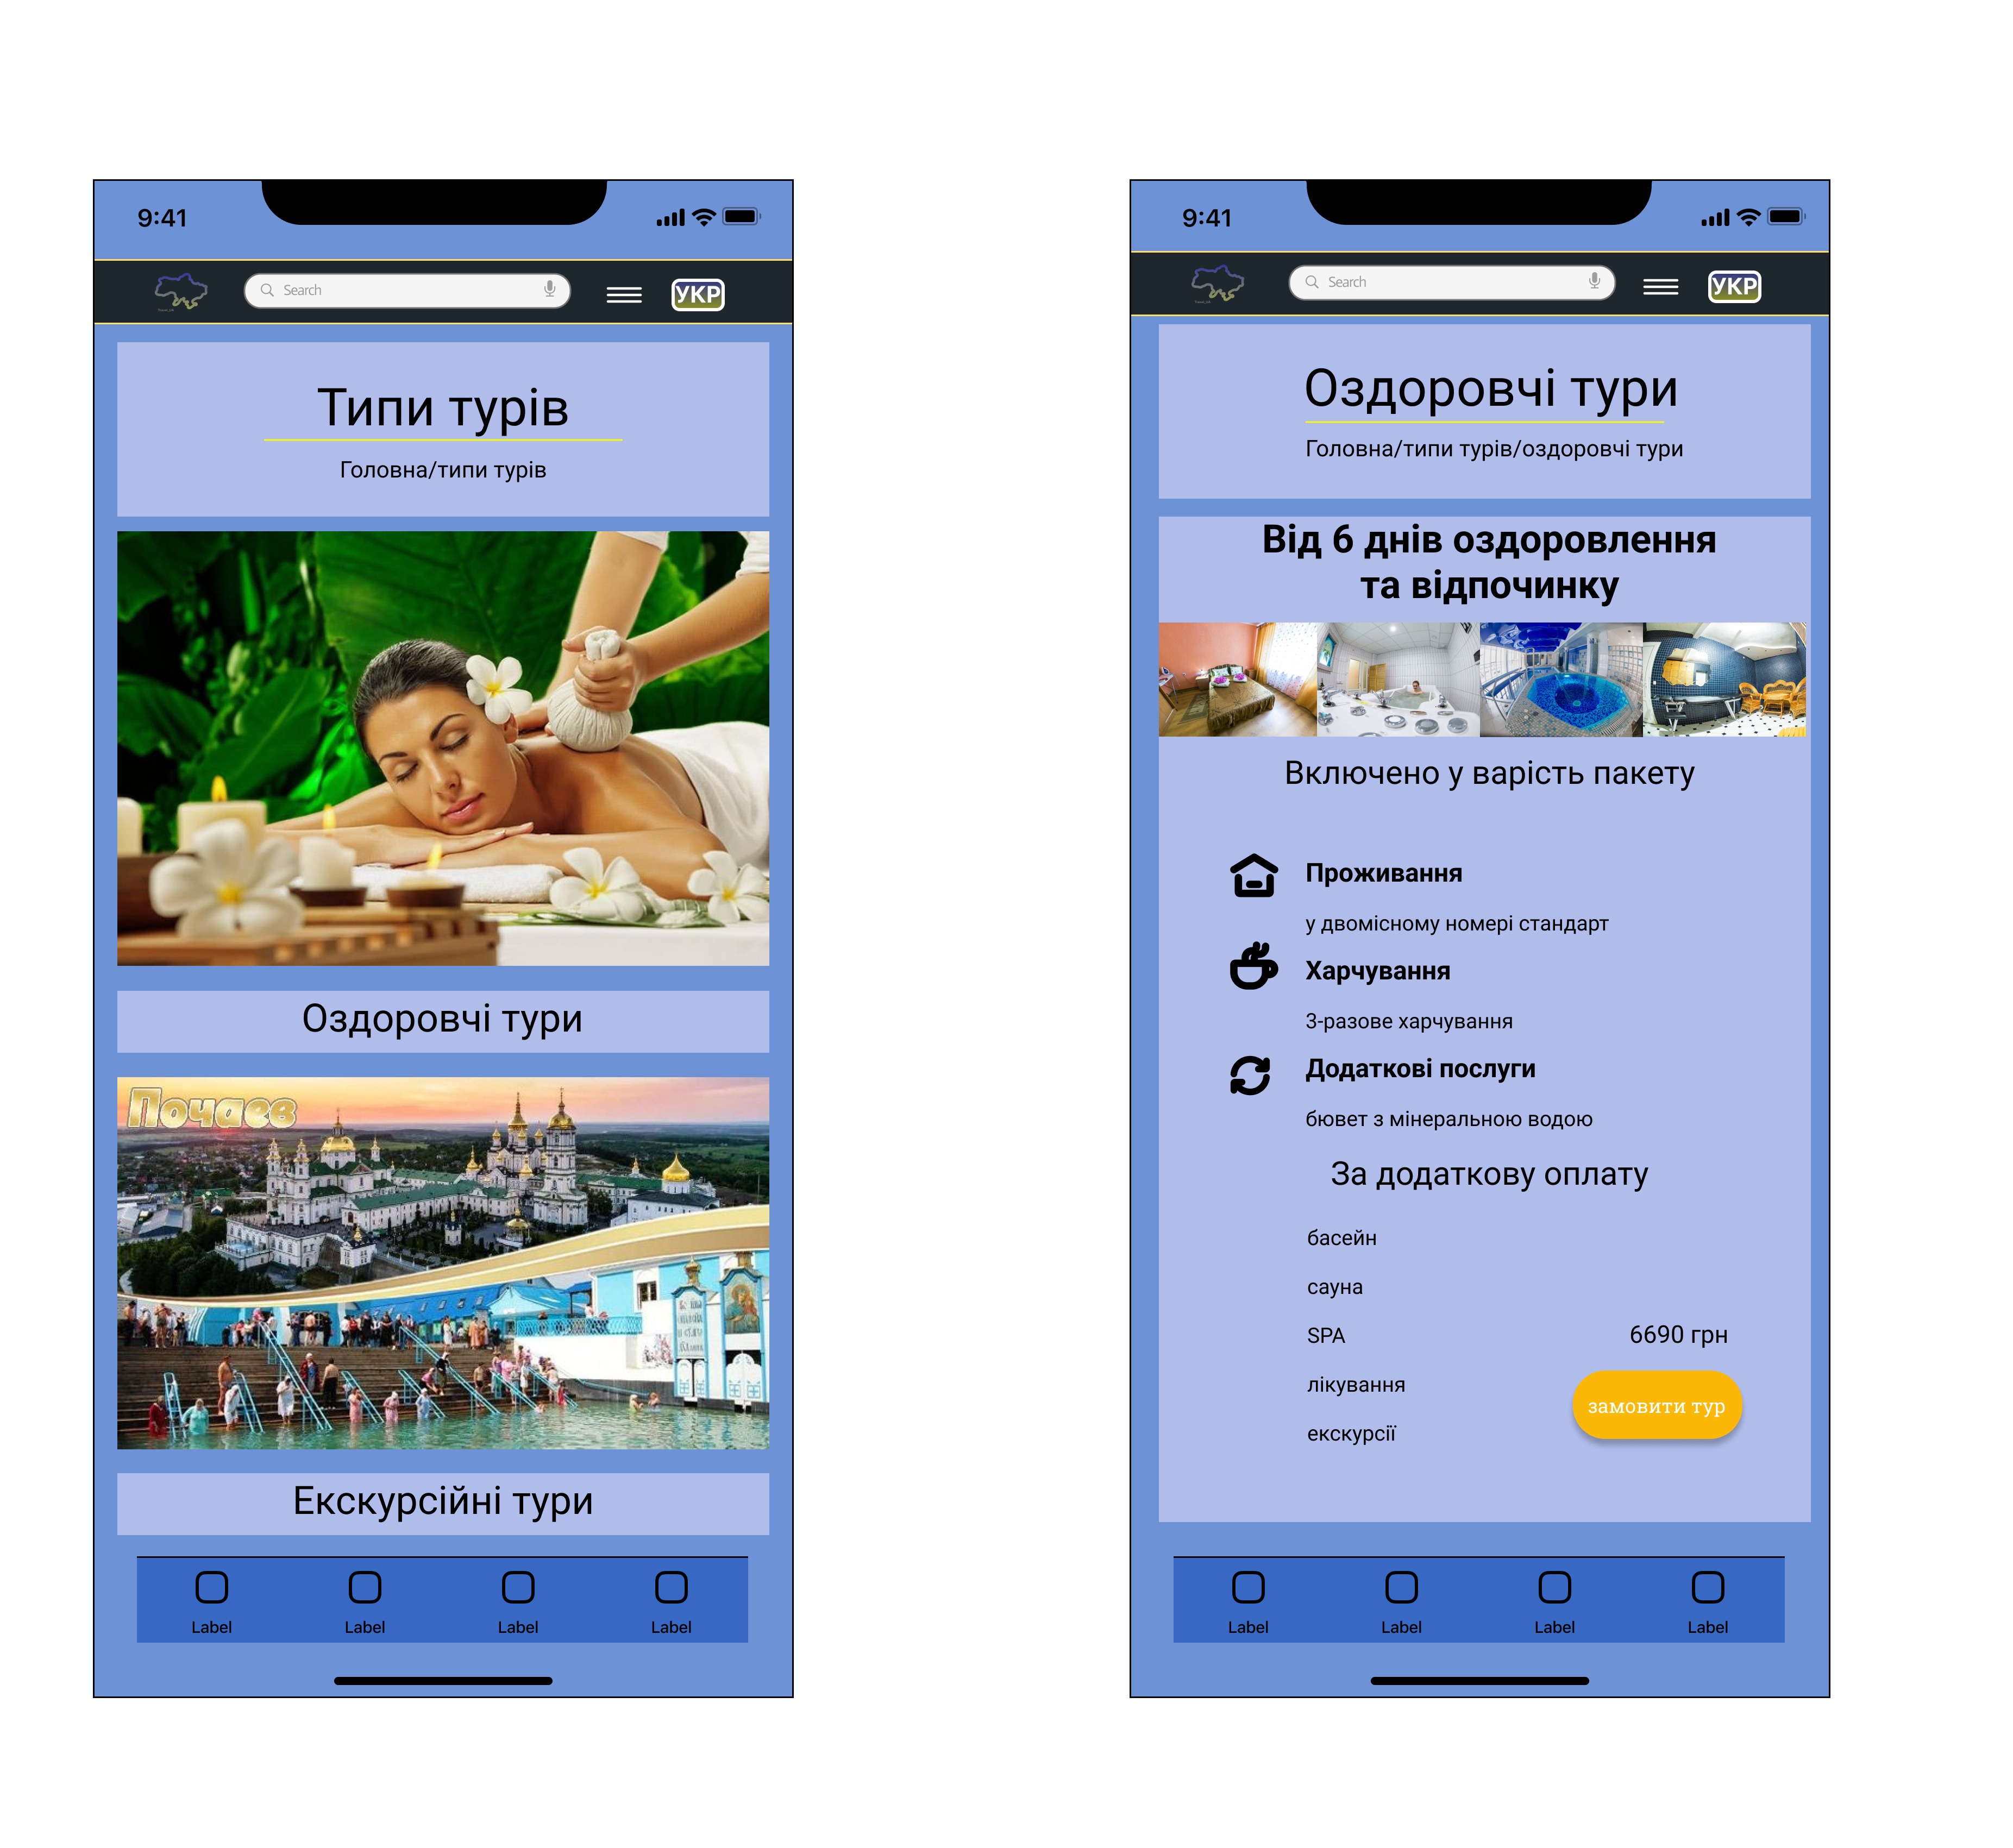 9:41
Search
УКР
Типи турів
Головна/типи турів
Оздоровчі тури
Почаев
Екскурсійні тури
Label
Label
Label
Label
9:41
Search
УКР
Оздоровчі тури
Головна/типи турів/оздоровчі тури
Від 6 днів оздоровлення
та відпочинку
Включено у варість пакету
Проживання
у двомісному номері стандарт
Харчування
3-разове харчування
Додаткові послуги
бювет з мінеральною водою
За додаткову оплату
басейн
сауна
SPA
6690 грн
лікування
замовити тур
екскурсії
Label
Label
Label
Label